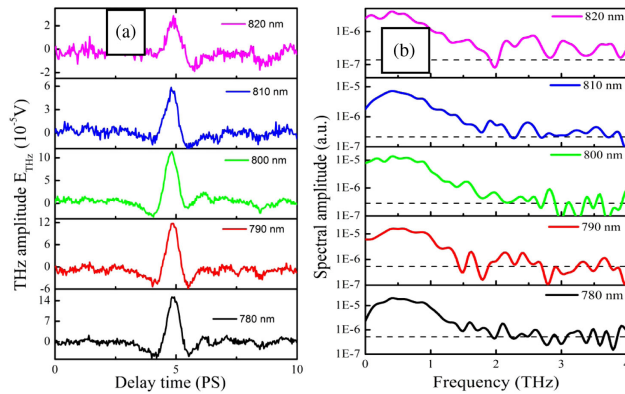 (a)
820 nm
2
0
-2
810 nm
6
0
800 nm
10
0
790 nm
12
6
0
-6
780 nm
14
7
0
0
5
10
Delay time (PS)
THz amplitude E_THz (10^-5V)
(b)
820 nm
1E-6
1E-7
1E-5
810 nm
1E-6
1E-7
1E-5
800 nm
1E-6
1E-7
790 nm
1E-5
1E-6
1E-7
780 nm
1E-5
1E-6
1E-7
0
1
2
3
4
Frequency (THz)
Spectral amplitude (a.u.)